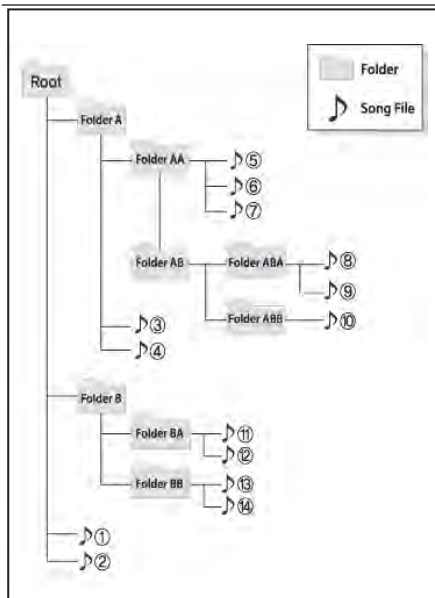 Folder
Root
Song File
Folder A
Folder AA
⑤
⑥
⑦
Folder AB
Folder ABA
⑧
⑨
Folder ABB
⑩
③
④
Folder B
Folder BA
⑪
⑫
Folder BB
⑬
⑭
①
②